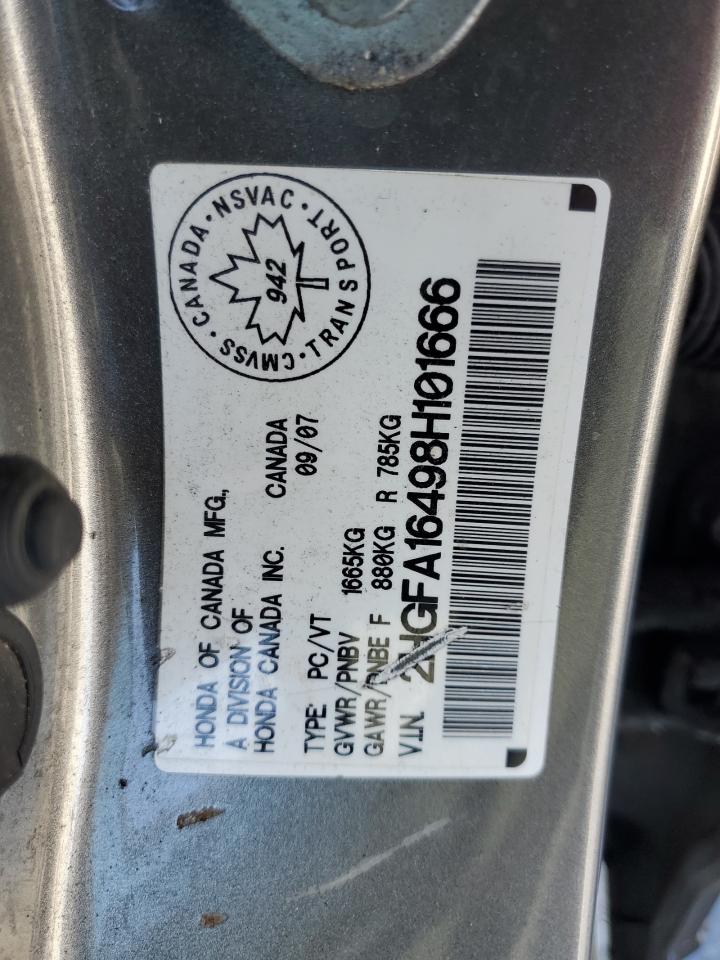 HONDA OF CANADA MFG.,
A DIVISION OF
HONDA CANADA INC. CANADA
09/07
TYPE: PC/VT
GVWR/PNBV 1665KG
GAWR/PNBE F 880KG R 785KG
V.I.N. 2HGFA16498H101666
CANADA · NSVAC · TRANSPORT · CMVSS ·
942